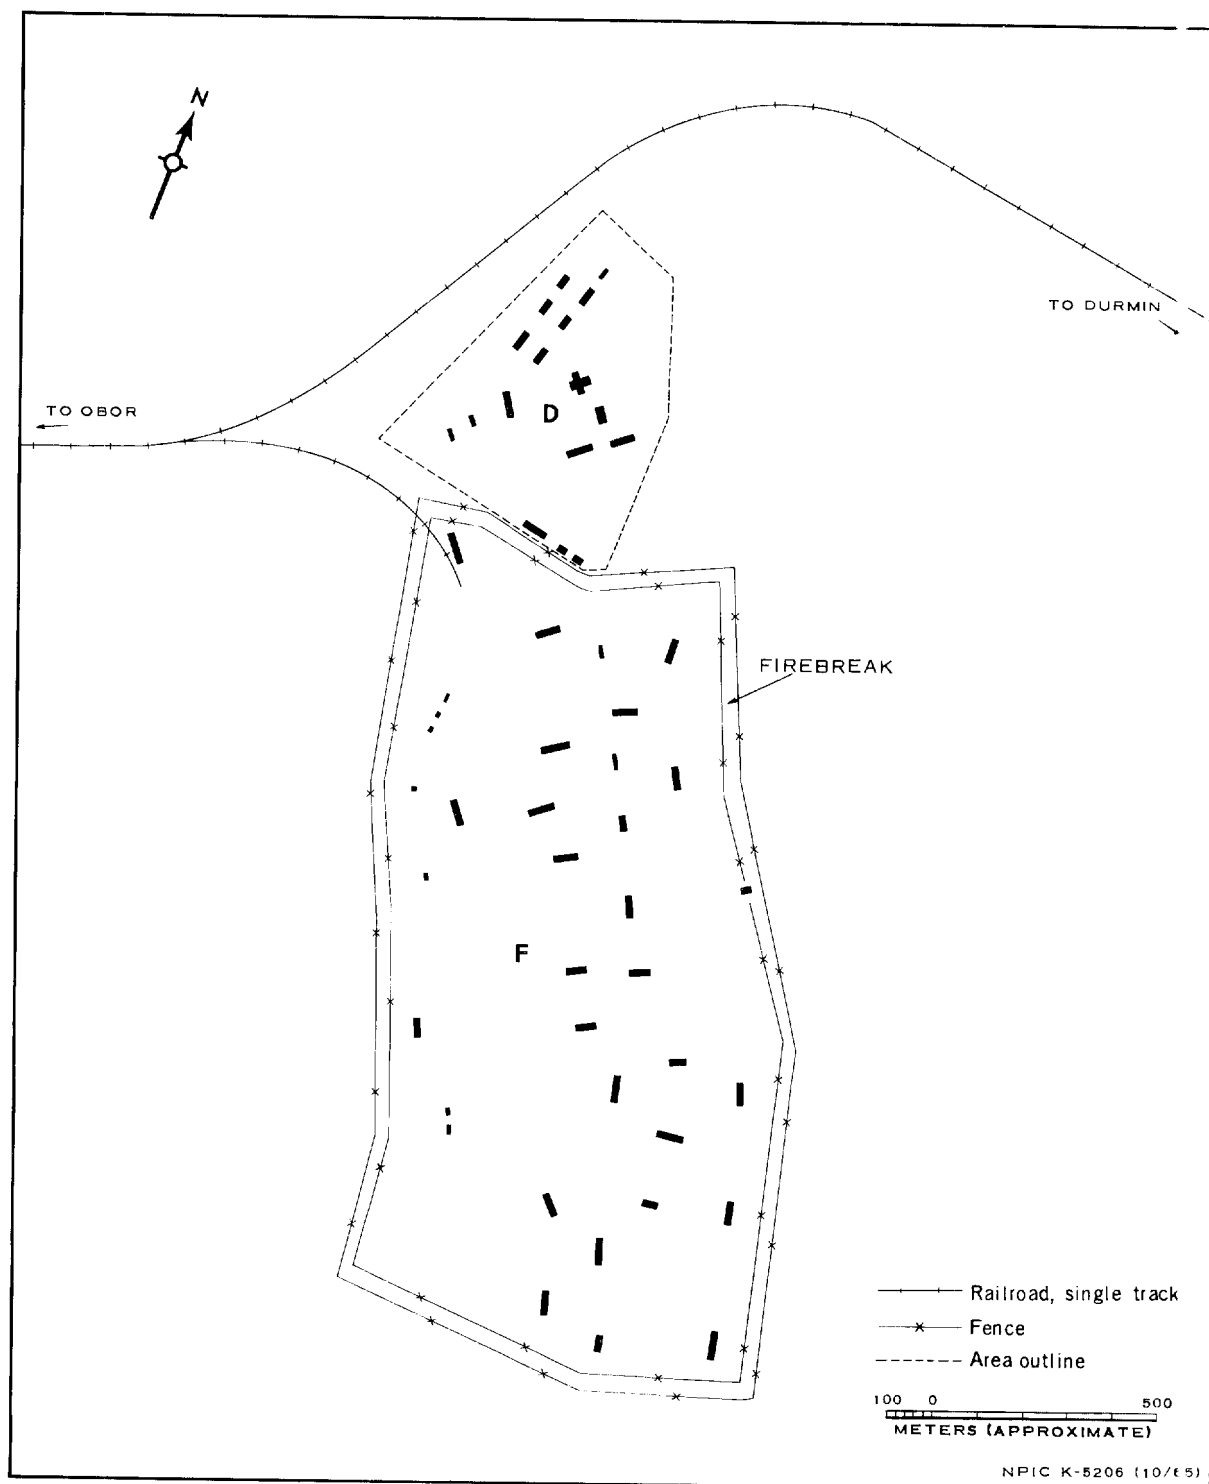 N
TO DURMIN
TO OBOR
D
FIREBREAK
F
Railroad, single track
Fence
Area outline
100 0 500
METERS (APPROXIMATE)
NPIC K-5206 (10/65)